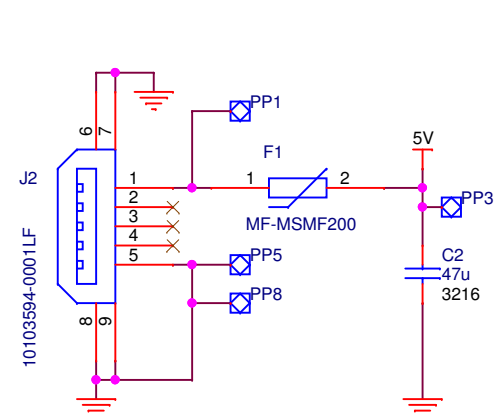 PP1
6
7
5V
F1
J2
1
1
2
2
PP3
3
MF-MSMF200
4
5
PP5
C2
47u
3216
PP8
10103594-0001LF
8
9